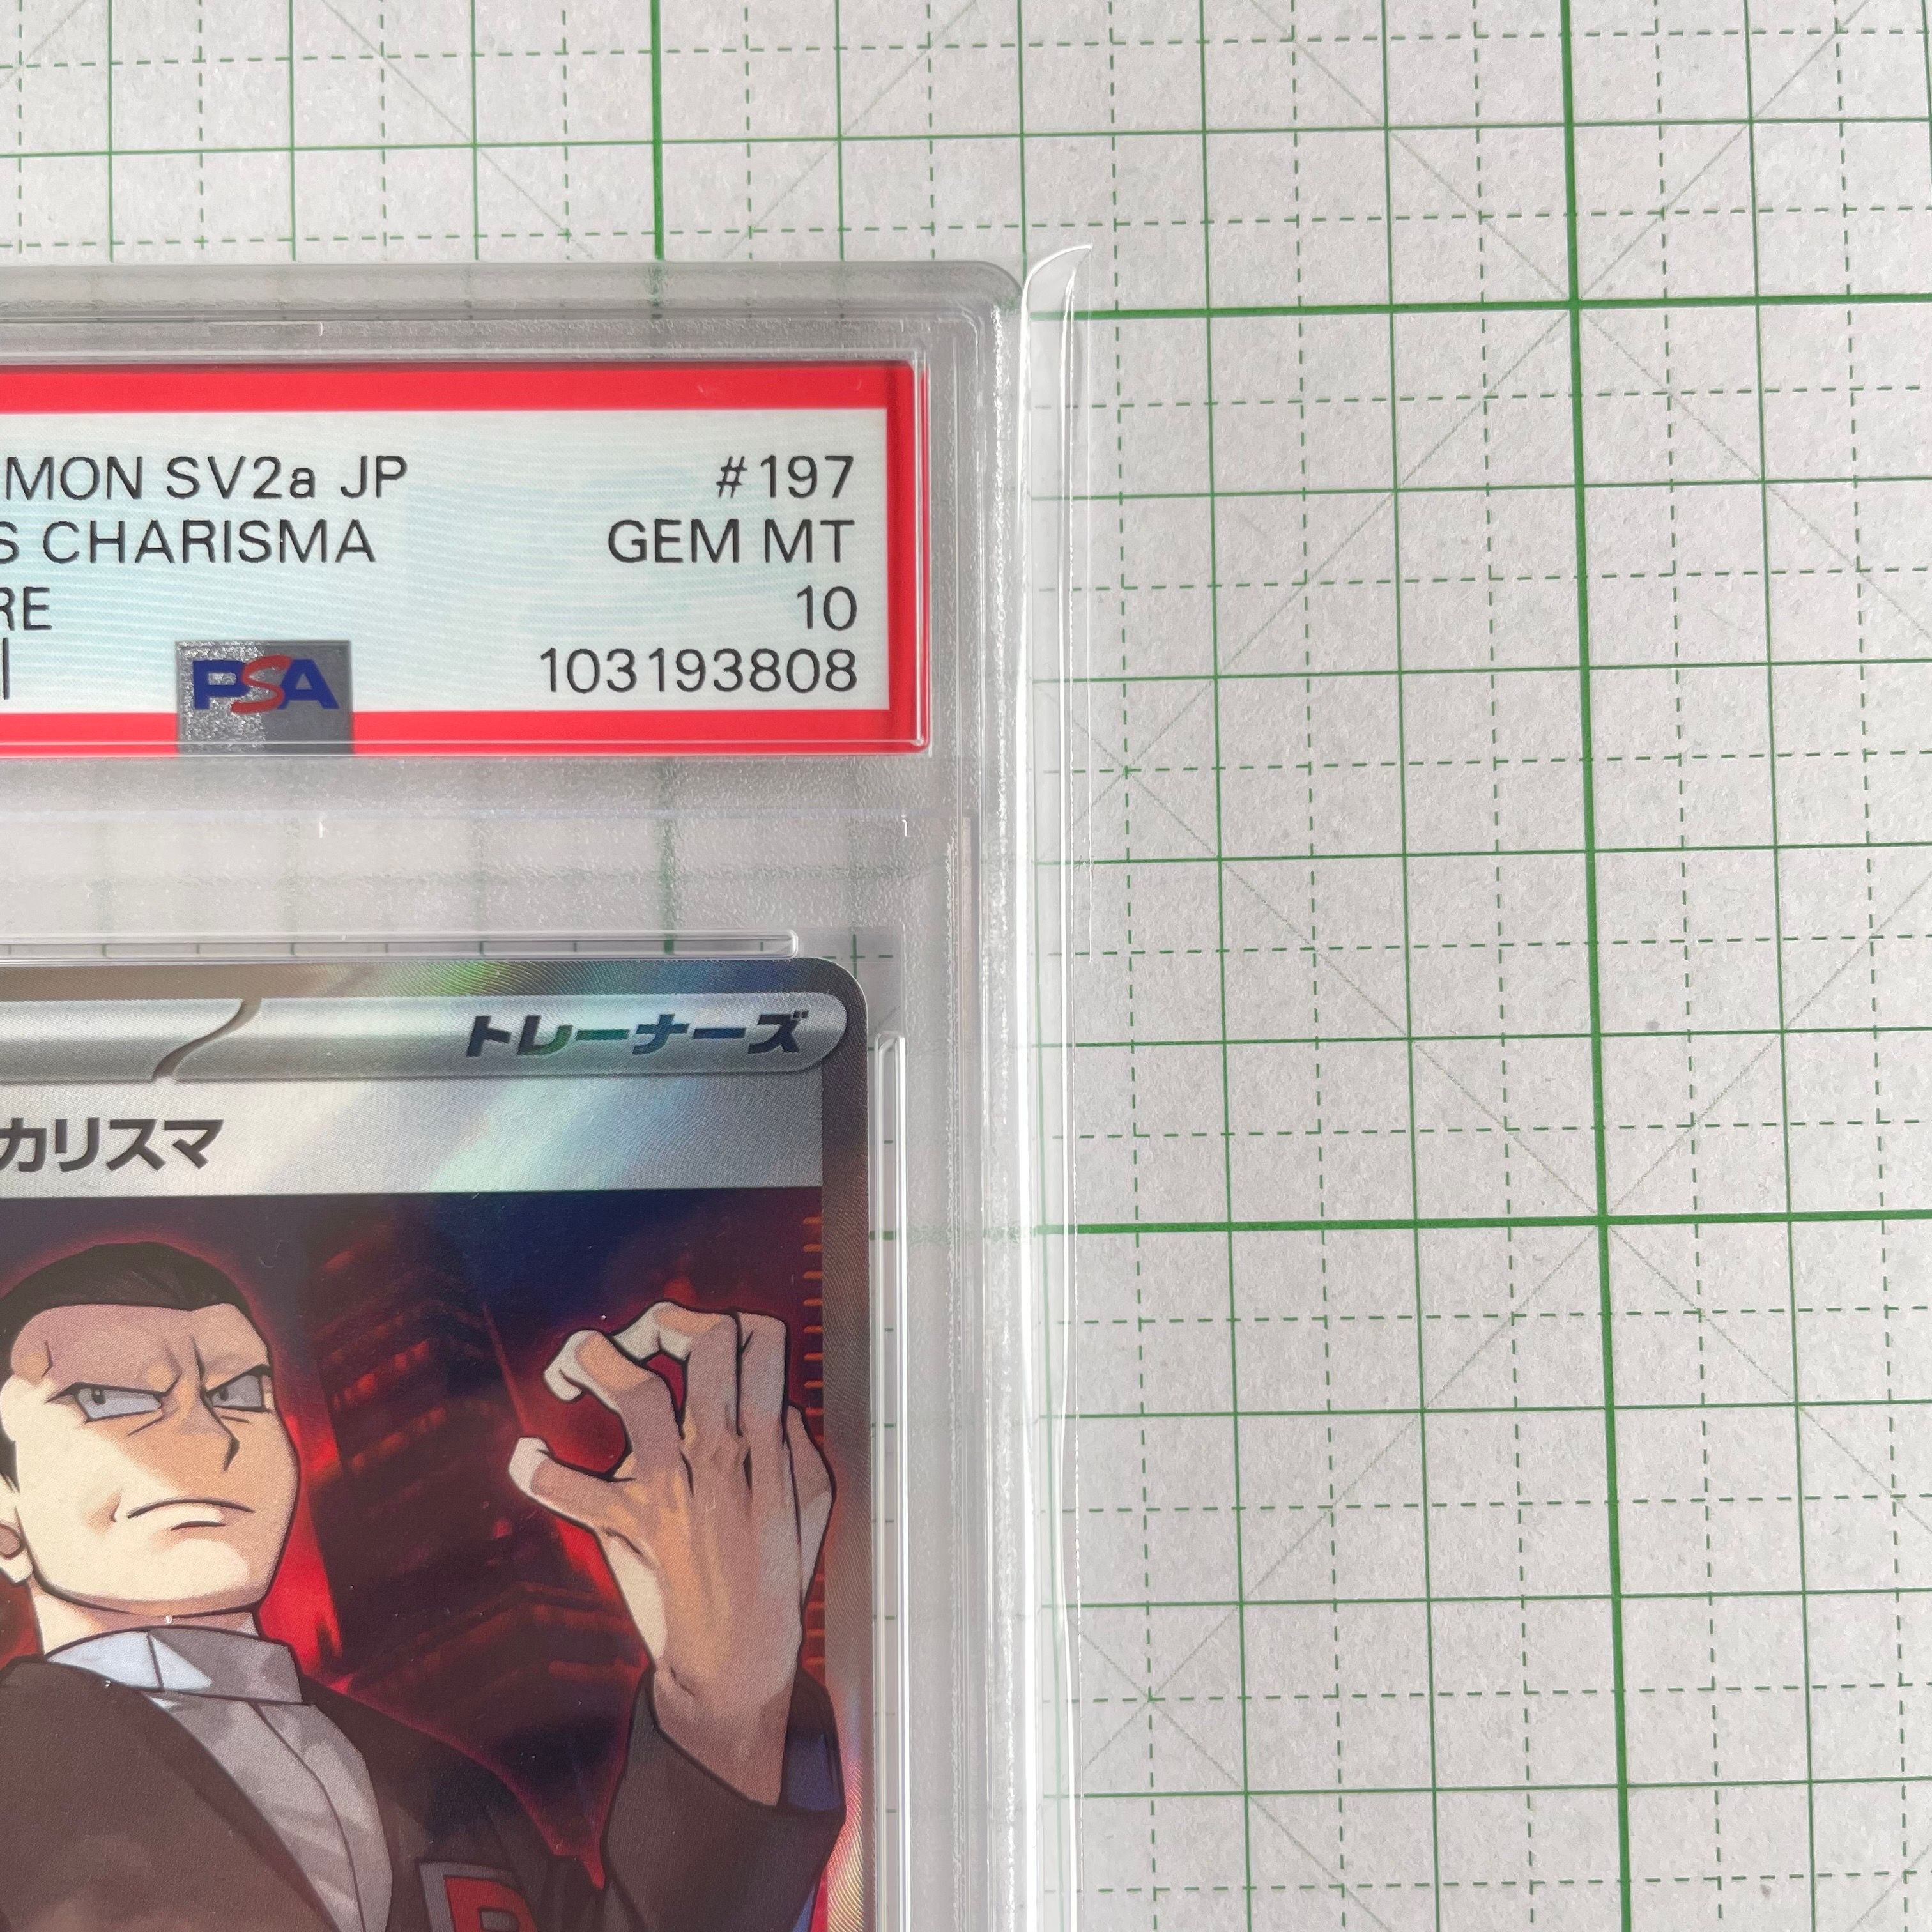 MON SV2a JP #197
S CHARISMA GEM MT
RE 10
PSA 103193808
トレーナーズ
カリスマ
R